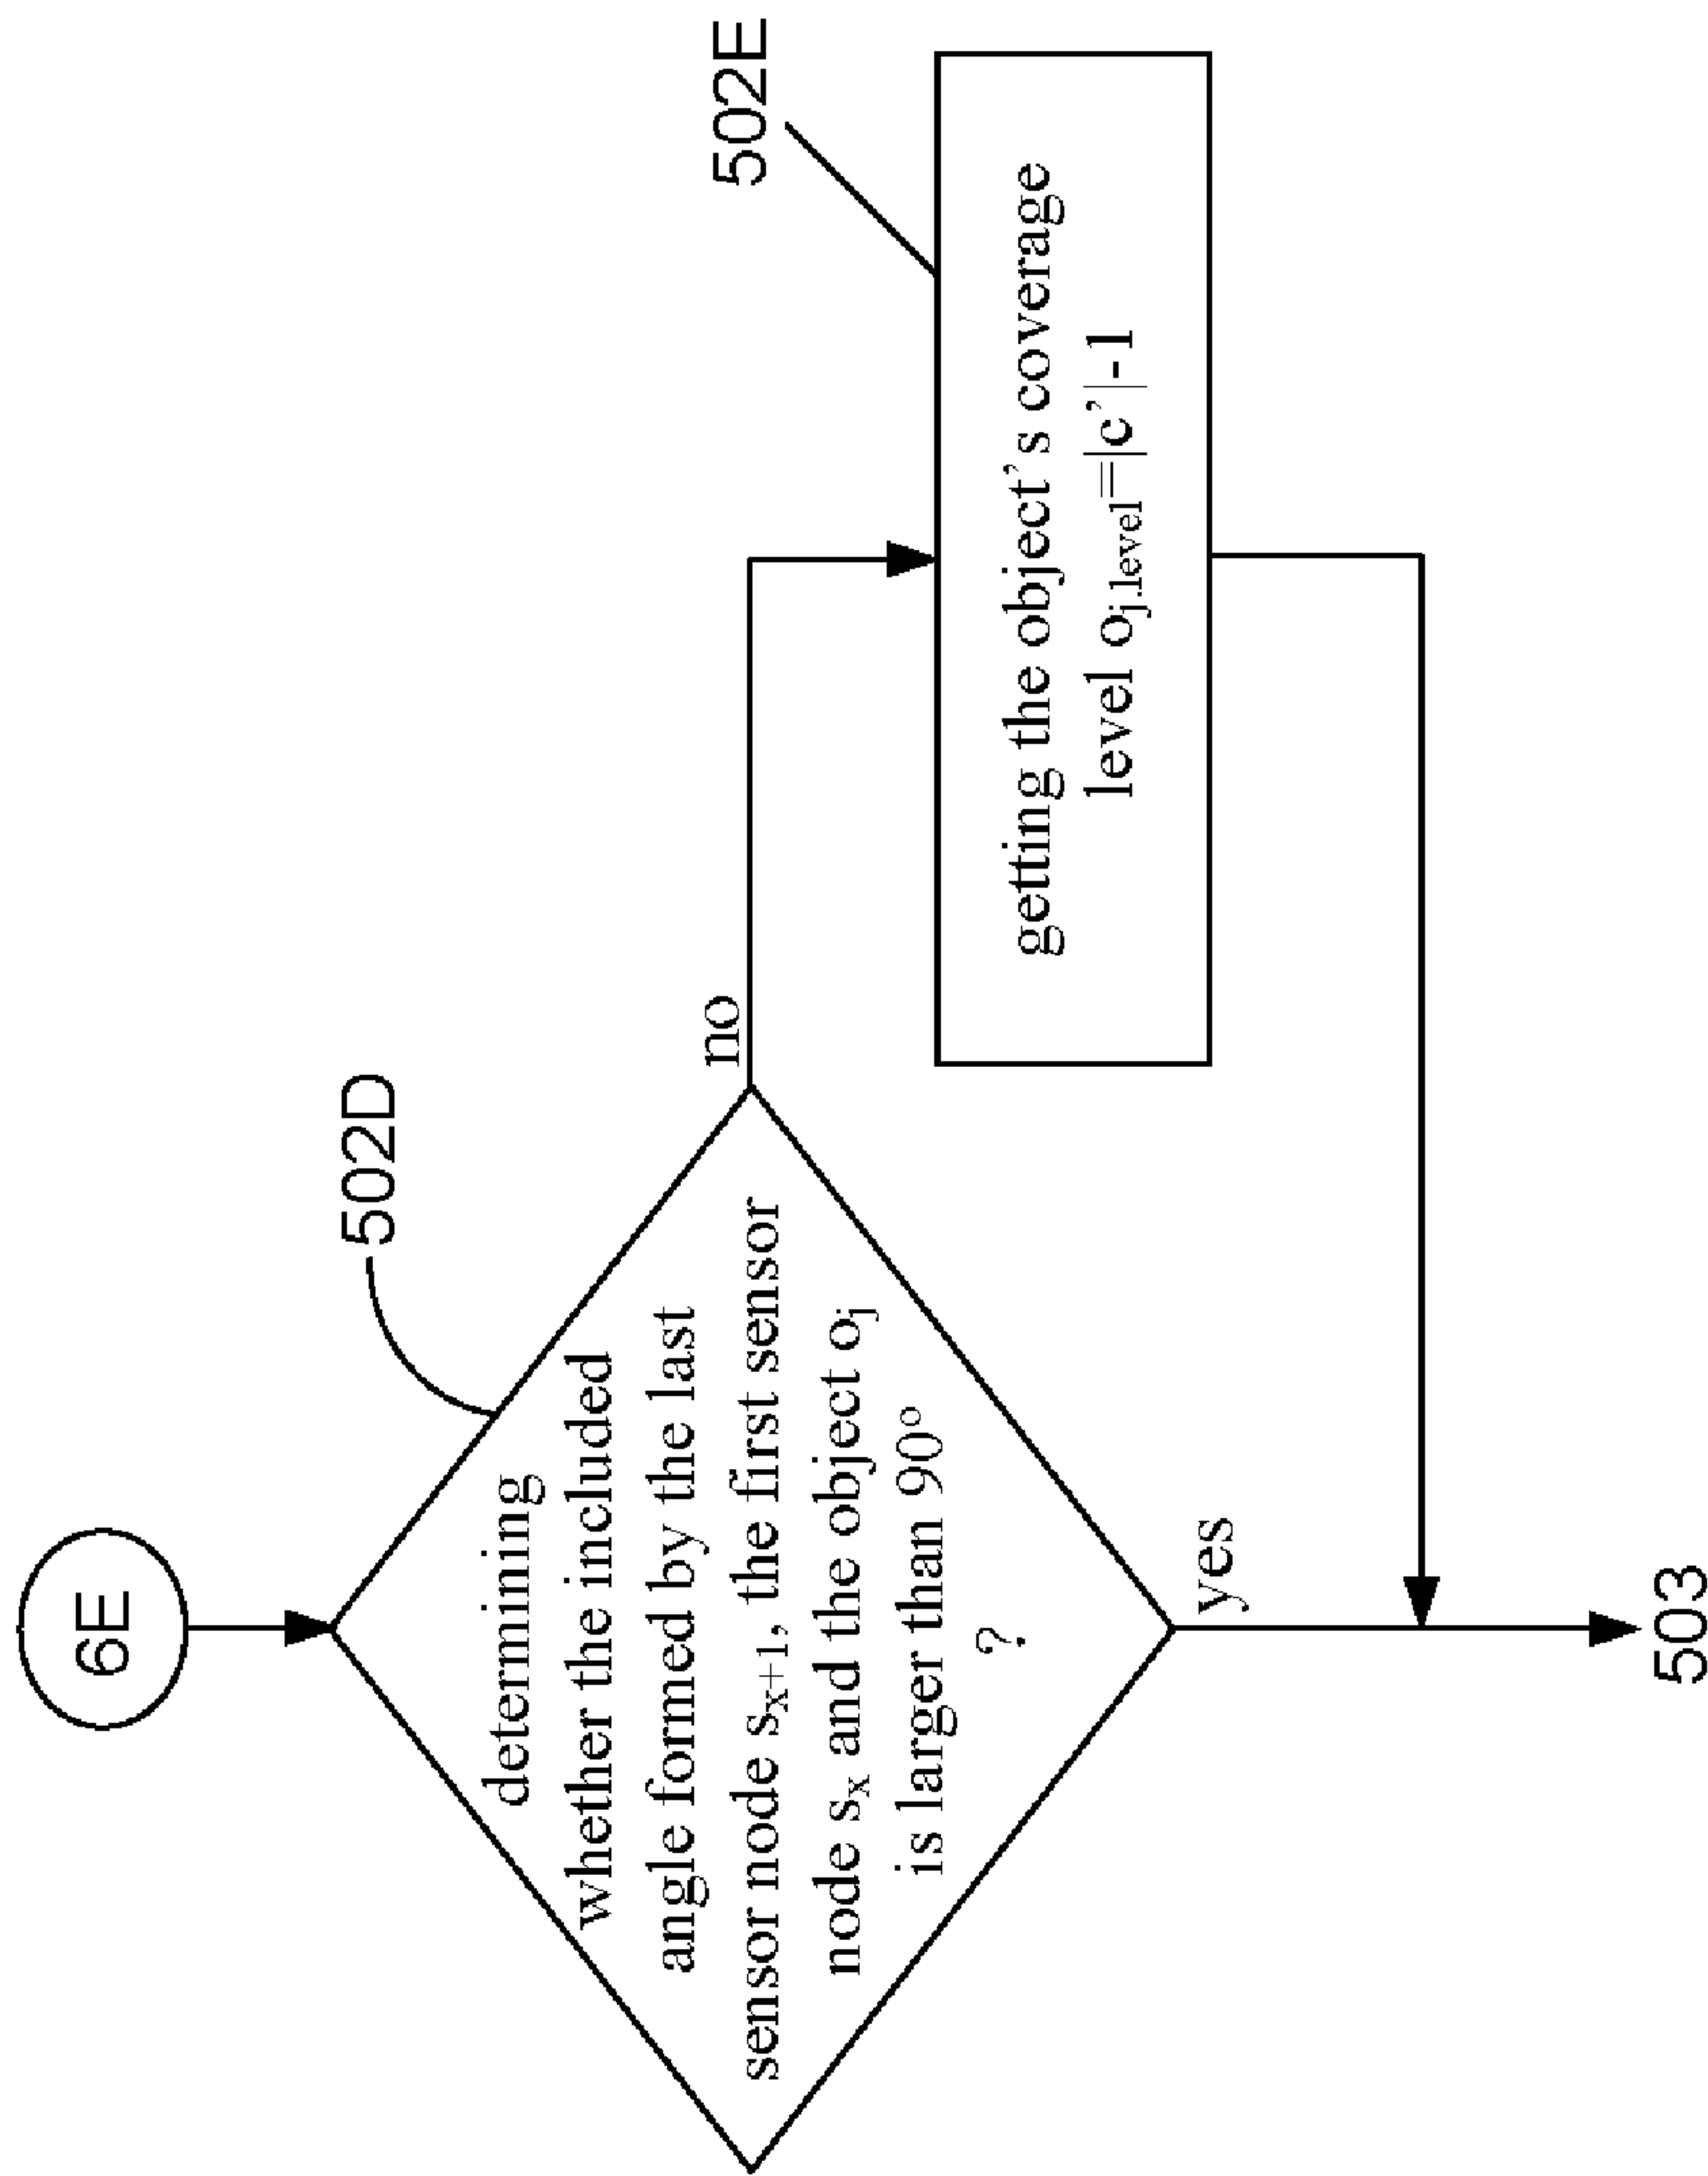 6E
502D
determining
whether the included
angle formed by the last
sensor node sₓ₊₁, the first sensor
node sₓ and the object oⱼ
is larger than 90°
?
no
yes
502E
getting the object's coverage
level oj.level=|c'|-1
503